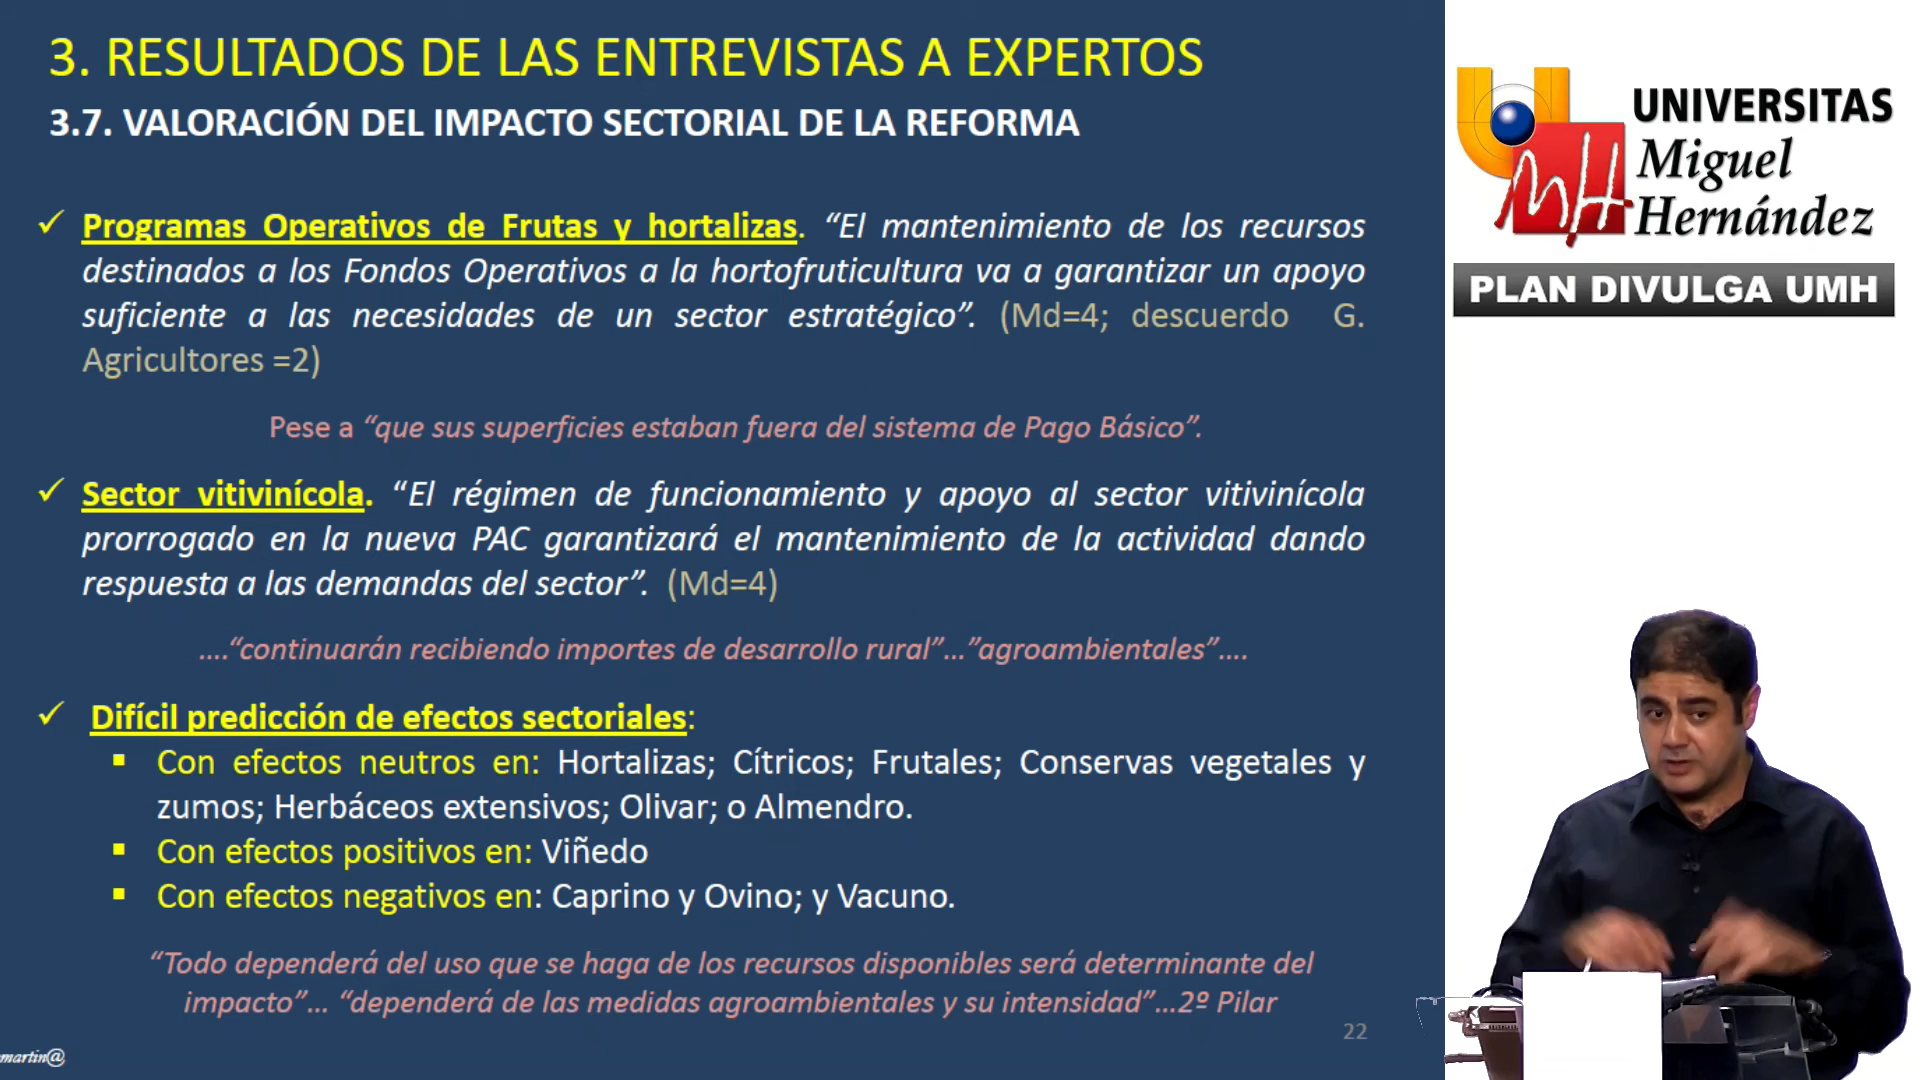 3. RESULTADOS DE LAS ENTREVISTAS A EXPERTOS
3.7. VALORACIÓN DEL IMPACTO SECTORIAL DE LA REFORMA
✓ Programas Operativos de Frutas y hortalizas. “El mantenimiento de los recursos
destinados a los Fondos Operativos a la hortofruticultura va a garantizar un apoyo
suficiente a las necesidades de un sector estratégico”. (Md=4; descuerdo G.
Agricultores =2)
Pese a “que sus superficies estaban fuera del sistema de Pago Básico”.
✓ Sector vitivinícola. “El régimen de funcionamiento y apoyo al sector vitivinícola
prorrogado en la nueva PAC garantizará el mantenimiento de la actividad dando
respuesta a las demandas del sector”. (Md=4)
....“continuarán recibiendo importes de desarrollo rural”...”agroambientales”....
✓ Difícil predicción de efectos sectoriales:
▪ Con efectos neutros en: Hortalizas; Cítricos; Frutales; Conservas vegetales y
zumos; Herbáceos extensivos; Olivar; o Almendro.
▪ Con efectos positivos en: Viñedo
▪ Con efectos negativos en: Caprino y Ovino; y Vacuno.
“Todo dependerá del uso que se haga de los recursos disponibles será determinante del
impacto”... “dependerá de las medidas agroambientales y su intensidad”...2º Pilar
22
martin@
UNIVERSITAS
Miguel
Hernández
MH
PLAN DIVULGA UMH